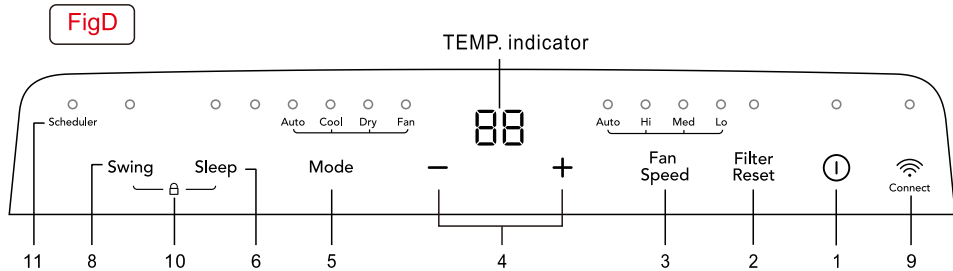 FigD
TEMP. indicator
Scheduler
Auto Cool Dry Fan
88
Auto Hi Med Lo
Swing Sleep Mode − + Fan Speed Filter Reset
Connect
11 8 10 6 5 4 3 2 1 9